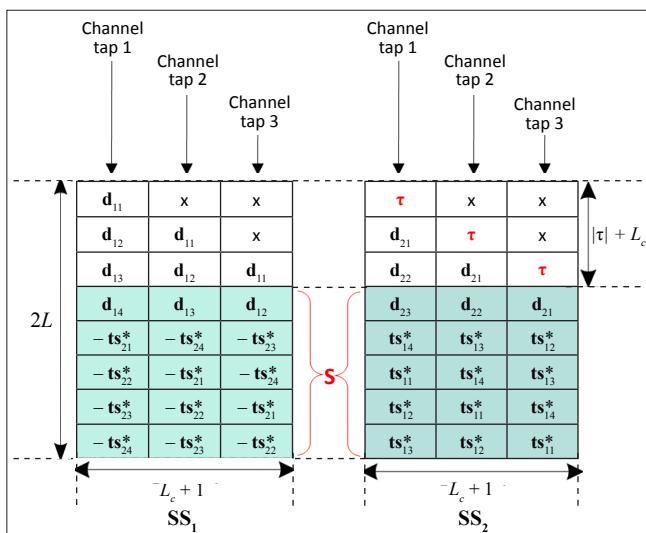 Channel tap 1
Channel tap 2
Channel tap 3
Channel tap 1
Channel tap 2
Channel tap 3
d₁₁ x x
τ x x
d₁₂ d₁₁ x
d₂₁ τ x
d₁₃ d₁₂ d₁₁
d₂₂ d₂₁ τ
|τ| + L_c
2L
S
d₁₄ d₁₃ d₁₂
d₂₃ d₂₂ d₂₁
− ts*₂₁ − ts*₂₄ − ts*₂₃
ts*₁₄ ts*₁₃ ts*₁₂
− ts*₂₂ − ts*₂₁ − ts*₂₄
ts*₁₁ ts*₁₄ ts*₁₃
− ts*₂₃ − ts*₂₂ − ts*₂₁
ts*₁₂ ts*₁₁ ts*₁₄
− ts*₂₄ − ts*₂₃ − ts*₂₂
ts*₁₃ ts*₁₂ ts*₁₁
L_c + 1
L_c + 1
SS₁
SS₂